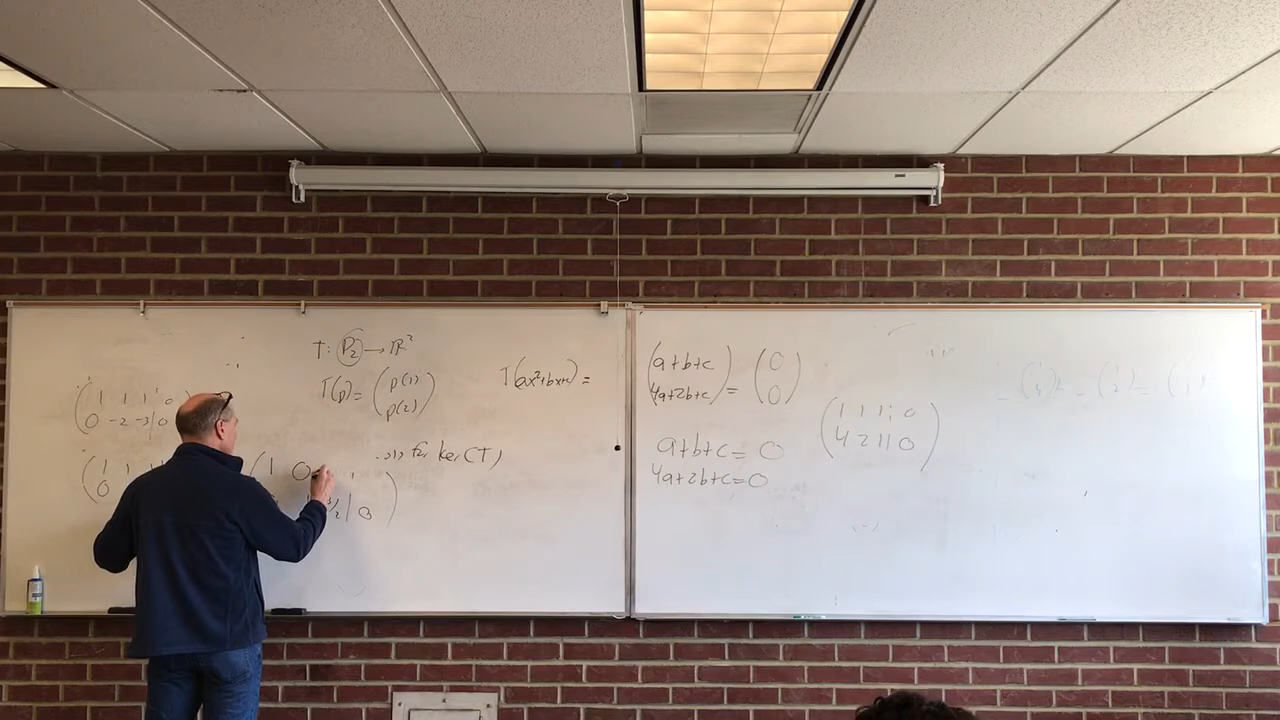 T: P₂ → ℝ²
T(p) = ( p(1)
p(2) )
T(ax²+bx+c) =
( 1 1 1 ¦ 0
0 -2 -3 | 0
for ker(T)
( 1 1
0
( 1 0
3/2 | 0 )
( a+b+c
4a+2b+c ) = ( 0
0 )
a+b+c = 0
4a+2b+c = 0
( 1 1 1 ¦ 0
4 2 1 | 0 )